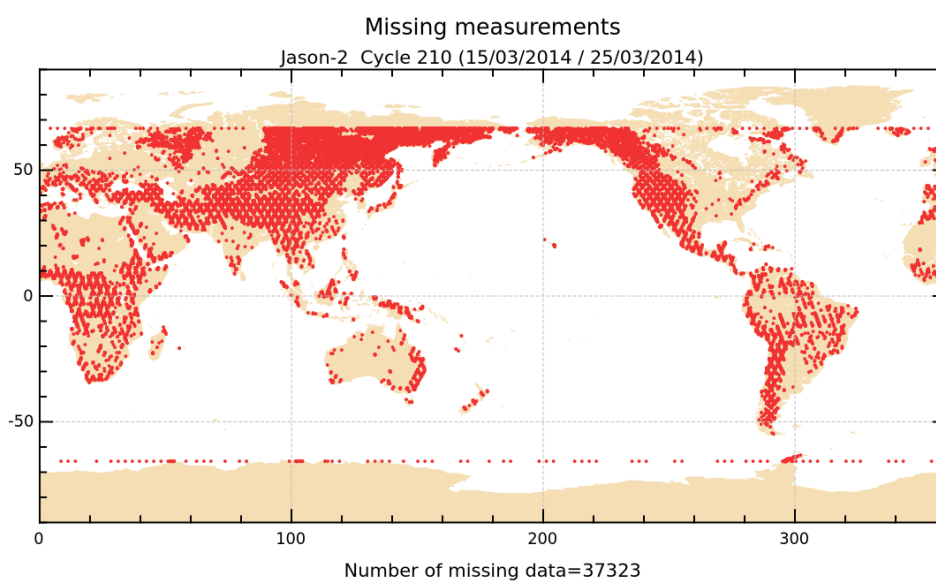 Missing measurements
Jason-2 Cycle 210 (15/03/2014 / 25/03/2014)
50
0
-50
0 100 200 300
Number of missing data=37323